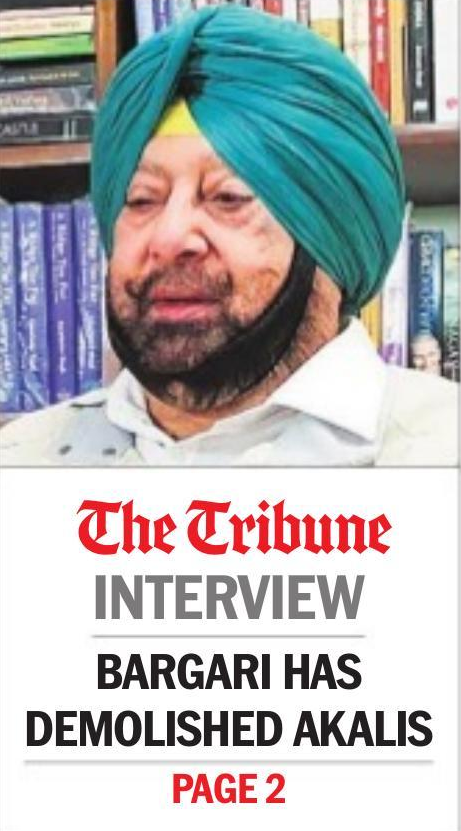 The Tribune
INTERVIEW
BARGARI HAS
DEMOLISHED AKALIS
PAGE 2